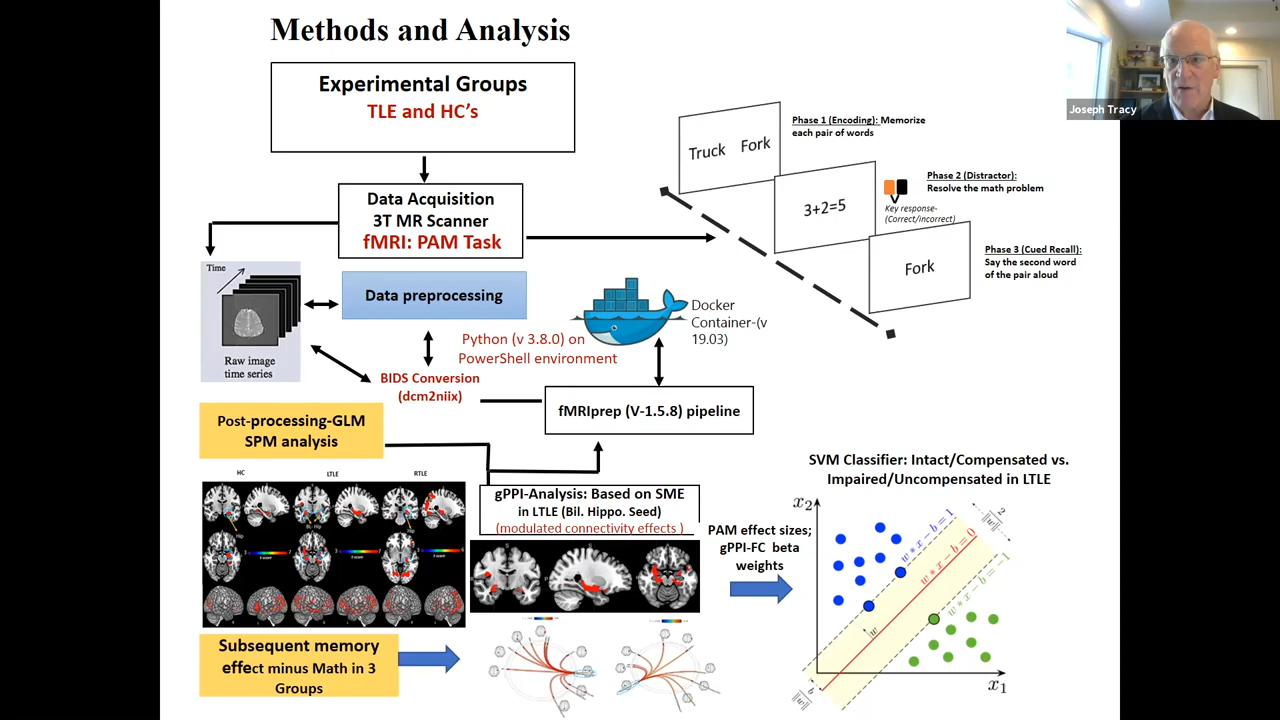 Methods and Analysis
Experimental Groups
TLE and HC's
Joseph Tracy
Data Acquisition
3T MR Scanner
fMRI: PAM Task
Truck Fork
Phase 1 (Encoding): Memorize
each pair of words
3+2=5
Phase 2 (Distractor):
Resolve the math problem
Key response-
(Correct/incorrect)
Fork
Phase 3 (Cued Recall):
Say the second word
of the pair aloud
Time
Raw image
time series
Data preprocessing
Docker
Container-(v
19.03)
Python (v 3.8.0) on
PowerShell environment
BIDS Conversion
(dcm2niix)
fMRIprep (V-1.5.8) pipeline
Post-processing-GLM
SPM analysis
HC LTLE RTLE
gPPI-Analysis: Based on SME
in LTLE (Bil. Hippo. Seed)
(modulated connectivity effects )
PAM effect sizes;
gPPI-FC beta
weights
SVM Classifier: Intact/Compensated vs.
Impaired/Uncompensated in LTLE
x₂
2
‖w‖
w * x − b = 1
w * x − b = 0
w * x − b = −1
w
b
‖w‖
x₁
Subsequent memory
effect minus Math in 3
Groups